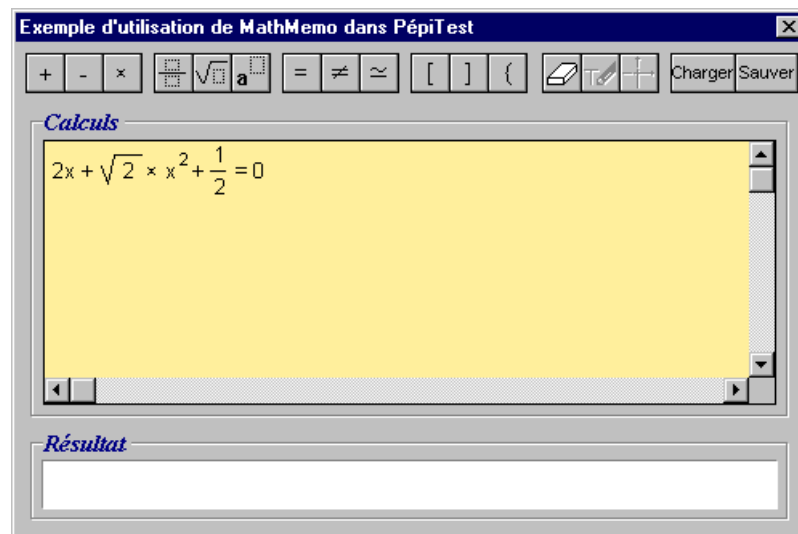 Exemple d'utilisation de MathMemo dans PépiTest
+ - × √ a = ≠ ≃ [ ] { T Charger Sauver
Calculs
2x + √2 × x² + 1/2 = 0
Résultat